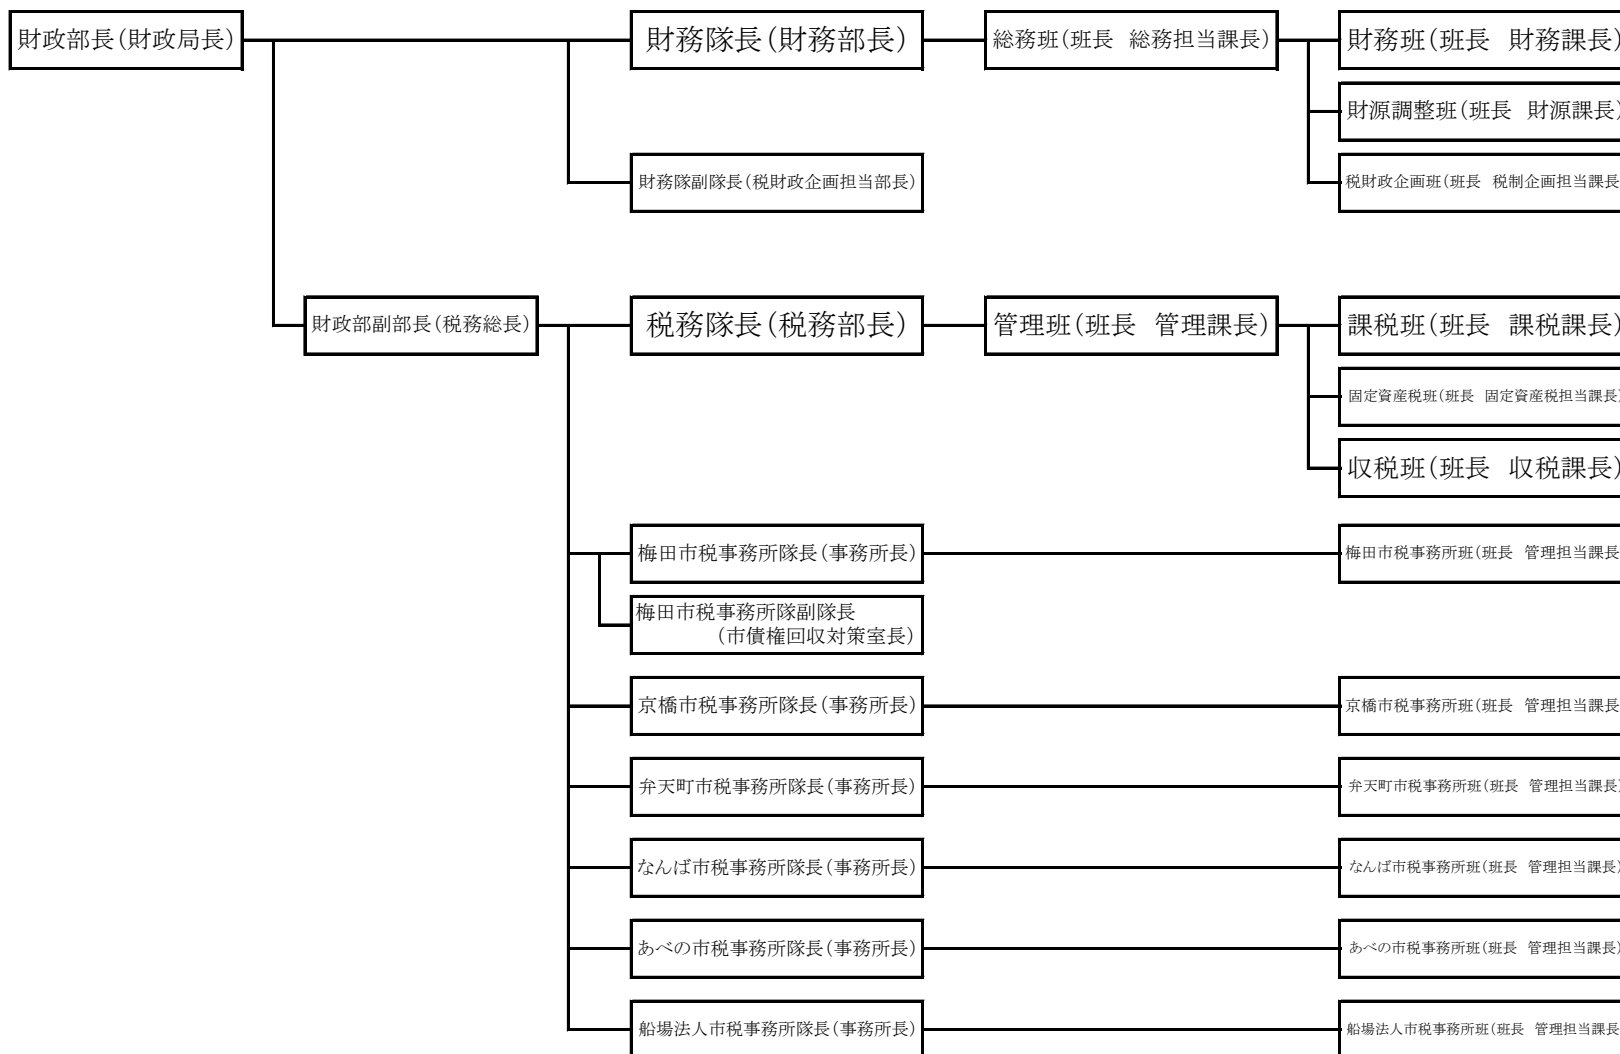 財政部長(財政局長)
財務隊長(財務部長)
総務班(班長　総務担当課長)
財務班(班長　財務課長)
財源調整班(班長　財源課長)
財務隊副隊長(税財政企画担当部長)
税財政企画班(班長　税制企画担当課長
財政部副部長(税務総長)
税務隊長(税務部長)
管理班(班長　管理課長)
課税班(班長　課税課長)
固定資産税班(班長　固定資産税担当課長)
収税班(班長　収税課長)
梅田市税事務所隊長(事務所長)
梅田市税事務所班(班長　管理担当課長
梅田市税事務所隊副隊長
(市債権回収対策室長)
京橋市税事務所隊長(事務所長)
京橋市税事務所班(班長　管理担当課長
弁天町市税事務所隊長(事務所長)
弁天町市税事務所班(班長　管理担当課長)
なんば市税事務所隊長(事務所長)
なんば市税事務所班(班長　管理担当課長)
あべの市税事務所隊長(事務所長)
あべの市税事務所班(班長　管理担当課長)
船場法人市税事務所隊長(事務所長)
船場法人市税事務所班(班長　管理担当課長